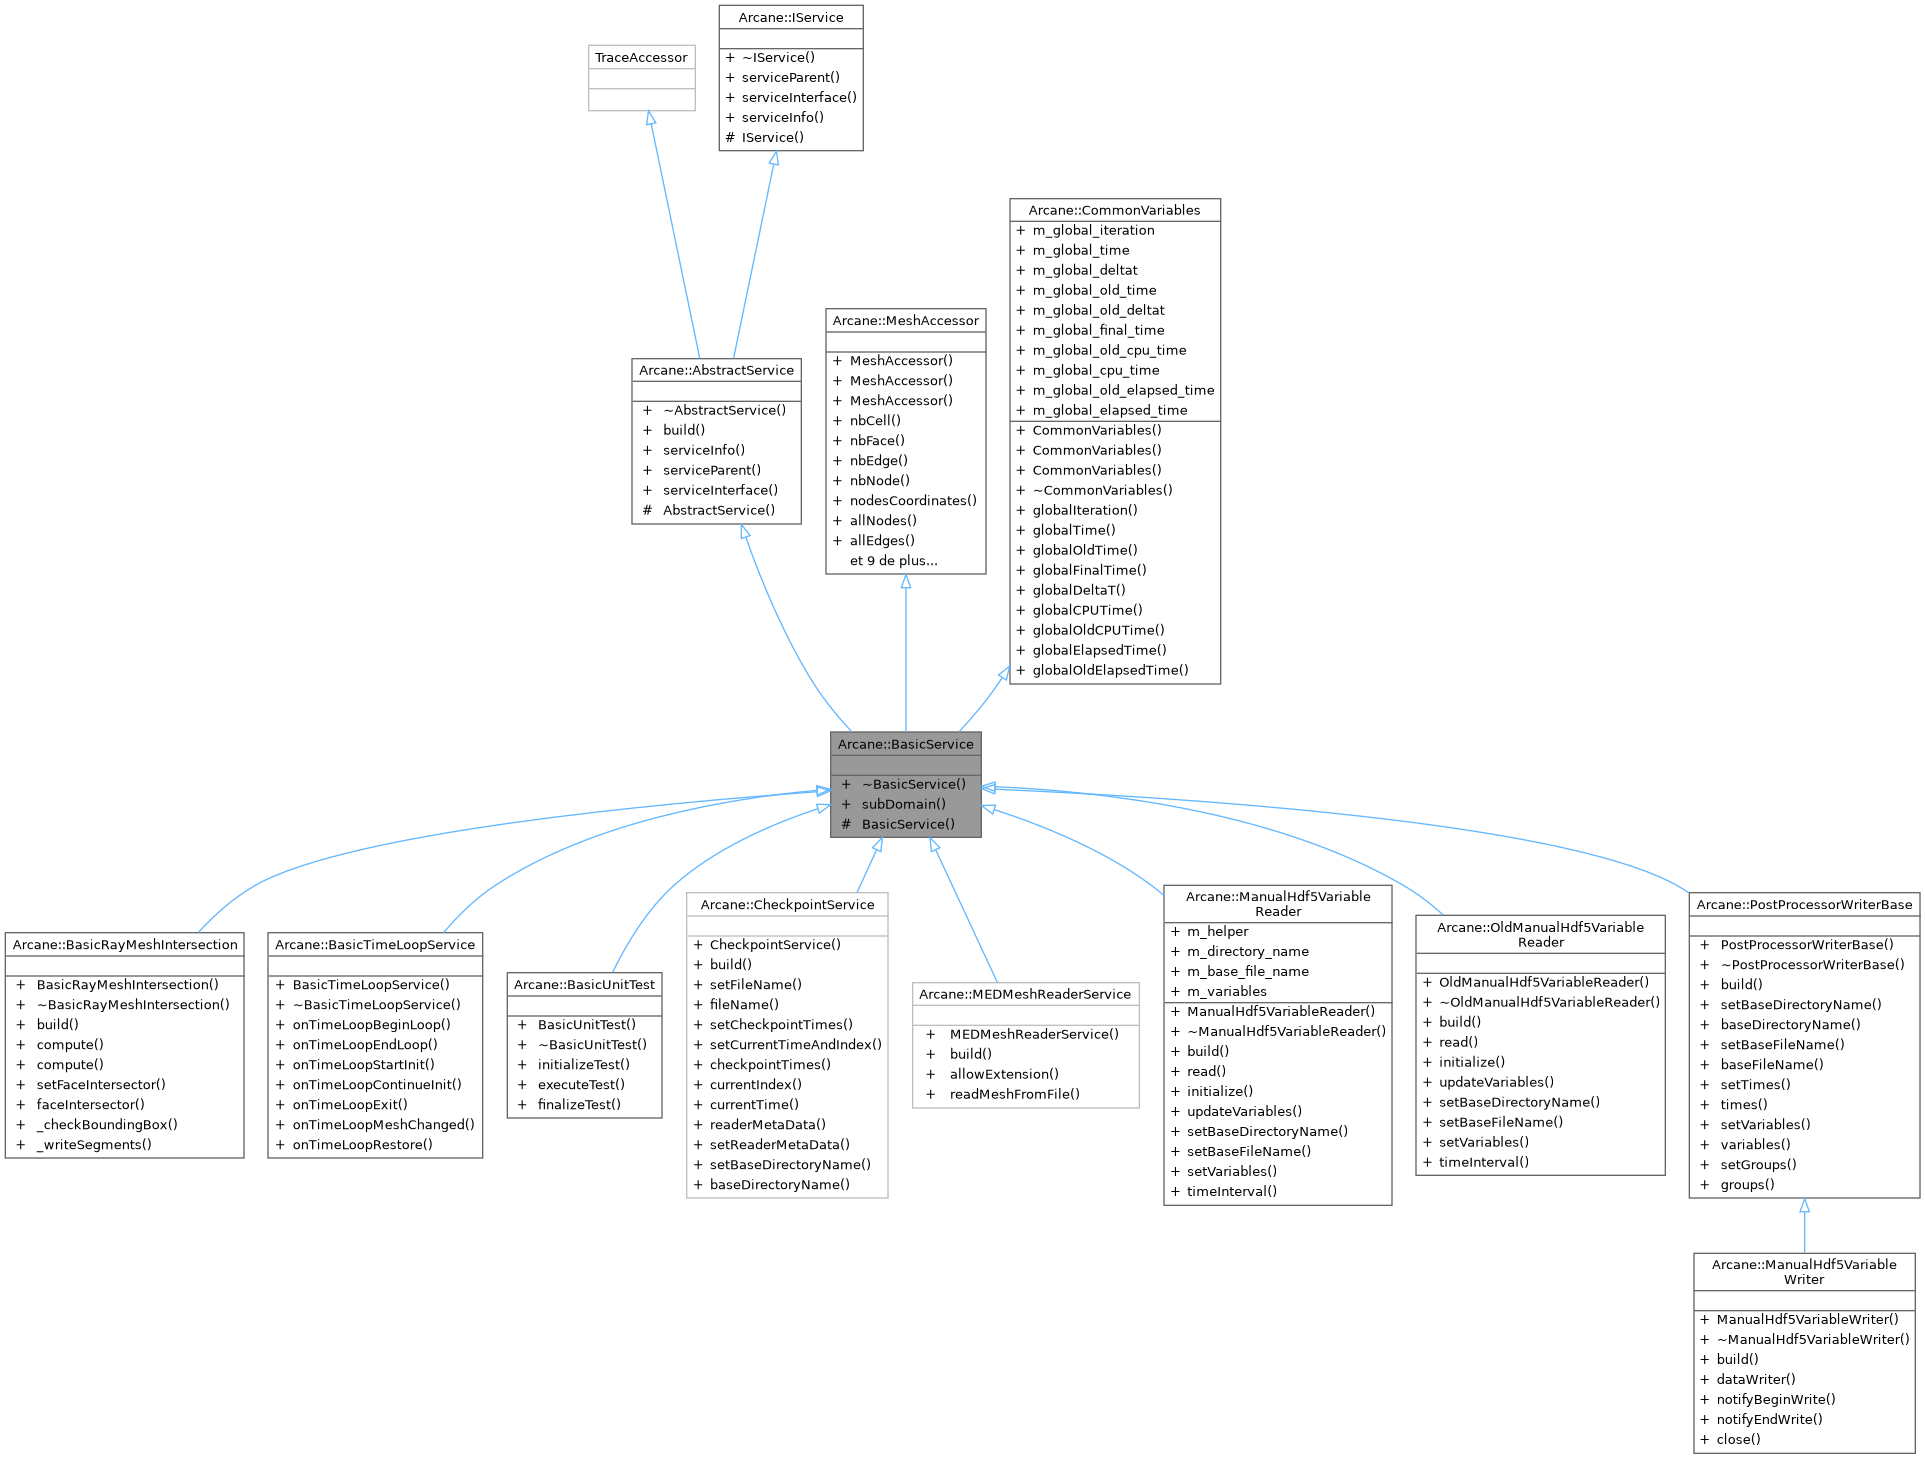 Arcane::IService
+ ~IService()
+ serviceParent()
+ serviceInterface()
+ serviceInfo()
# IService()
TraceAccessor
Arcane::CommonVariables
+ m_global_iteration
+ m_global_time
+ m_global_deltat
+ m_global_old_time
+ m_global_old_deltat
+ m_global_final_time
+ m_global_old_cpu_time
+ m_global_cpu_time
+ m_global_old_elapsed_time
+ m_global_elapsed_time
+ CommonVariables()
+ CommonVariables()
+ CommonVariables()
+ ~CommonVariables()
+ globalIteration()
+ globalTime()
+ globalOldTime()
+ globalFinalTime()
+ globalDeltaT()
+ globalCPUTime()
+ globalOldCPUTime()
+ globalElapsedTime()
+ globalOldElapsedTime()
Arcane::MeshAccessor
+ MeshAccessor()
+ MeshAccessor()
+ MeshAccessor()
+ nbCell()
+ nbFace()
+ nbEdge()
+ nbNode()
+ nodesCoordinates()
+ allNodes()
+ allEdges()
et 9 de plus...
Arcane::AbstractService
+ ~AbstractService()
+ build()
+ serviceInfo()
+ serviceParent()
+ serviceInterface()
# AbstractService()
Arcane::BasicService
+ ~BasicService()
+ subDomain()
# BasicService()
Arcane::BasicRayMeshIntersection
+ BasicRayMeshIntersection()
+ ~BasicRayMeshIntersection()
+ build()
+ compute()
+ compute()
+ setFaceIntersector()
+ faceIntersector()
+ _checkBoundingBox()
+ _writeSegments()
Arcane::BasicTimeLoopService
+ BasicTimeLoopService()
+ ~BasicTimeLoopService()
+ onTimeLoopBeginLoop()
+ onTimeLoopEndLoop()
+ onTimeLoopStartInit()
+ onTimeLoopContinueInit()
+ onTimeLoopExit()
+ onTimeLoopMeshChanged()
+ onTimeLoopRestore()
Arcane::BasicUnitTest
+ BasicUnitTest()
+ ~BasicUnitTest()
+ initializeTest()
+ executeTest()
+ finalizeTest()
Arcane::CheckpointService
+ CheckpointService()
+ build()
+ setFileName()
+ fileName()
+ setCheckpointTimes()
+ setCurrentTimeAndIndex()
+ checkpointTimes()
+ currentIndex()
+ currentTime()
+ readerMetaData()
+ setReaderMetaData()
+ setBaseDirectoryName()
+ baseDirectoryName()
Arcane::MEDMeshReaderService
+ MEDMeshReaderService()
+ build()
+ allowExtension()
+ readMeshFromFile()
Arcane::ManualHdf5Variable
Reader
+ m_helper
+ m_directory_name
+ m_base_file_name
+ m_variables
+ ManualHdf5VariableReader()
+ ~ManualHdf5VariableReader()
+ build()
+ read()
+ initialize()
+ updateVariables()
+ setBaseDirectoryName()
+ setBaseFileName()
+ setVariables()
+ timeInterval()
Arcane::OldManualHdf5Variable
Reader
+ OldManualHdf5VariableReader()
+ ~OldManualHdf5VariableReader()
+ build()
+ read()
+ initialize()
+ updateVariables()
+ setBaseDirectoryName()
+ setBaseFileName()
+ setVariables()
+ timeInterval()
Arcane::PostProcessorWriterBase
+ PostProcessorWriterBase()
+ ~PostProcessorWriterBase()
+ build()
+ setBaseDirectoryName()
+ baseDirectoryName()
+ setBaseFileName()
+ baseFileName()
+ setTimes()
+ times()
+ setVariables()
+ variables()
+ setGroups()
+ groups()
Arcane::ManualHdf5Variable
Writer
+ ManualHdf5VariableWriter()
+ ~ManualHdf5VariableWriter()
+ build()
+ dataWriter()
+ notifyBeginWrite()
+ notifyEndWrite()
+ close()